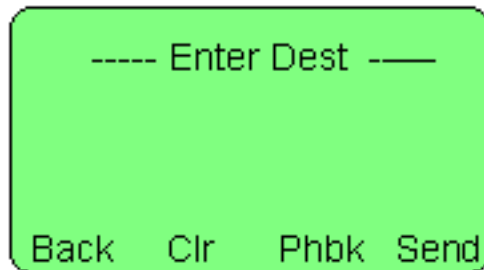 ----- Enter Dest -----
Back Clr Phbk Send